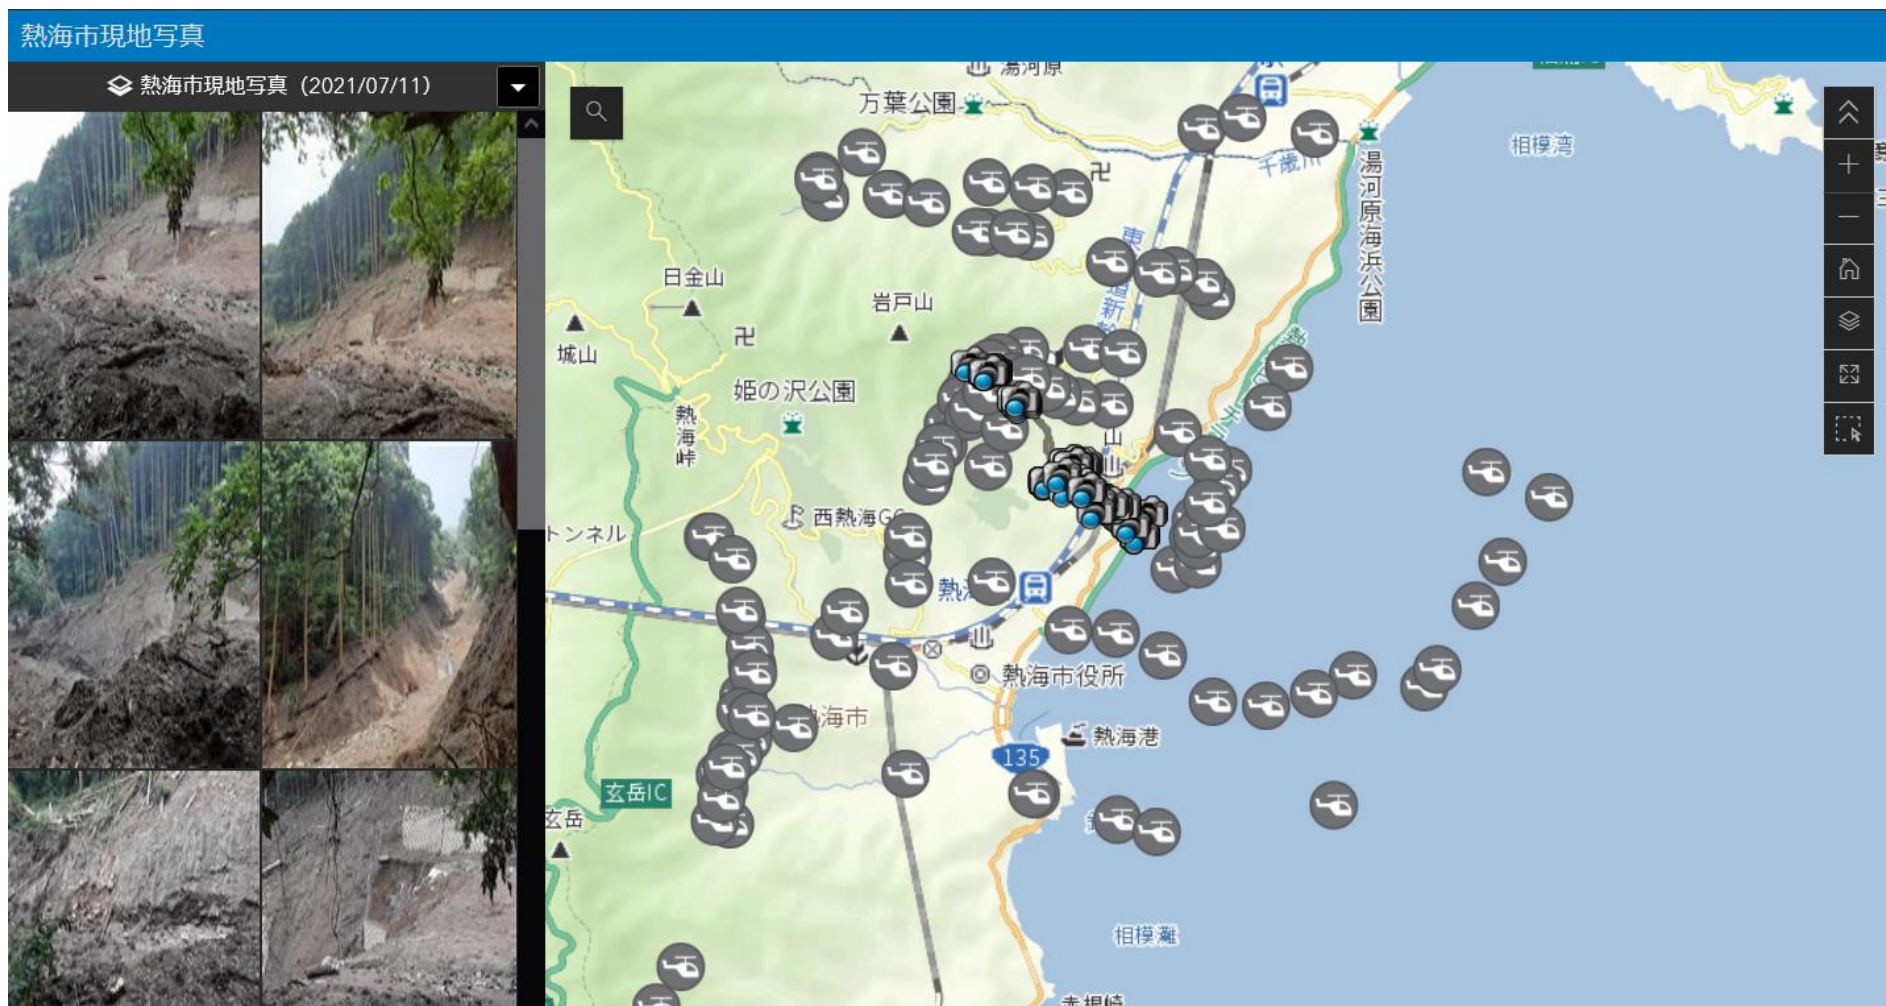 熱海市現地写真
熱海市現地写真（2021/07/11）
湯河原
万葉公園
千歳川
相模湾
湯河原海浜公園
日金山
岩戸山
城山
姫の沢公園
熱海峠
西熱海G
トンネル
熱海市役所
海市
熱海港
135
玄岳IC
玄岳
相模灘
赤根崎